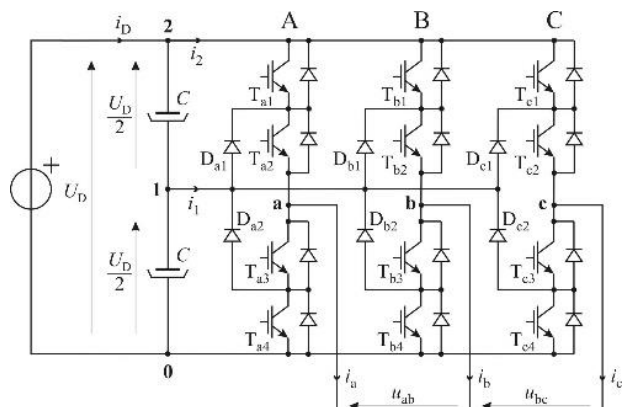 i_D 2 i_2 A B C
U_D/2 C T_a1 T_b1 T_c1
D_a1 T_a2 D_b1 T_b2 D_c1 T_c2
+ U_D 1 i_1 a b c
D_a2 D_b2 D_c2
U_D/2 C T_a3 T_b3 T_c3
T_a4 T_b4 T_c4
0 i_a u_ab i_b u_bc i_c